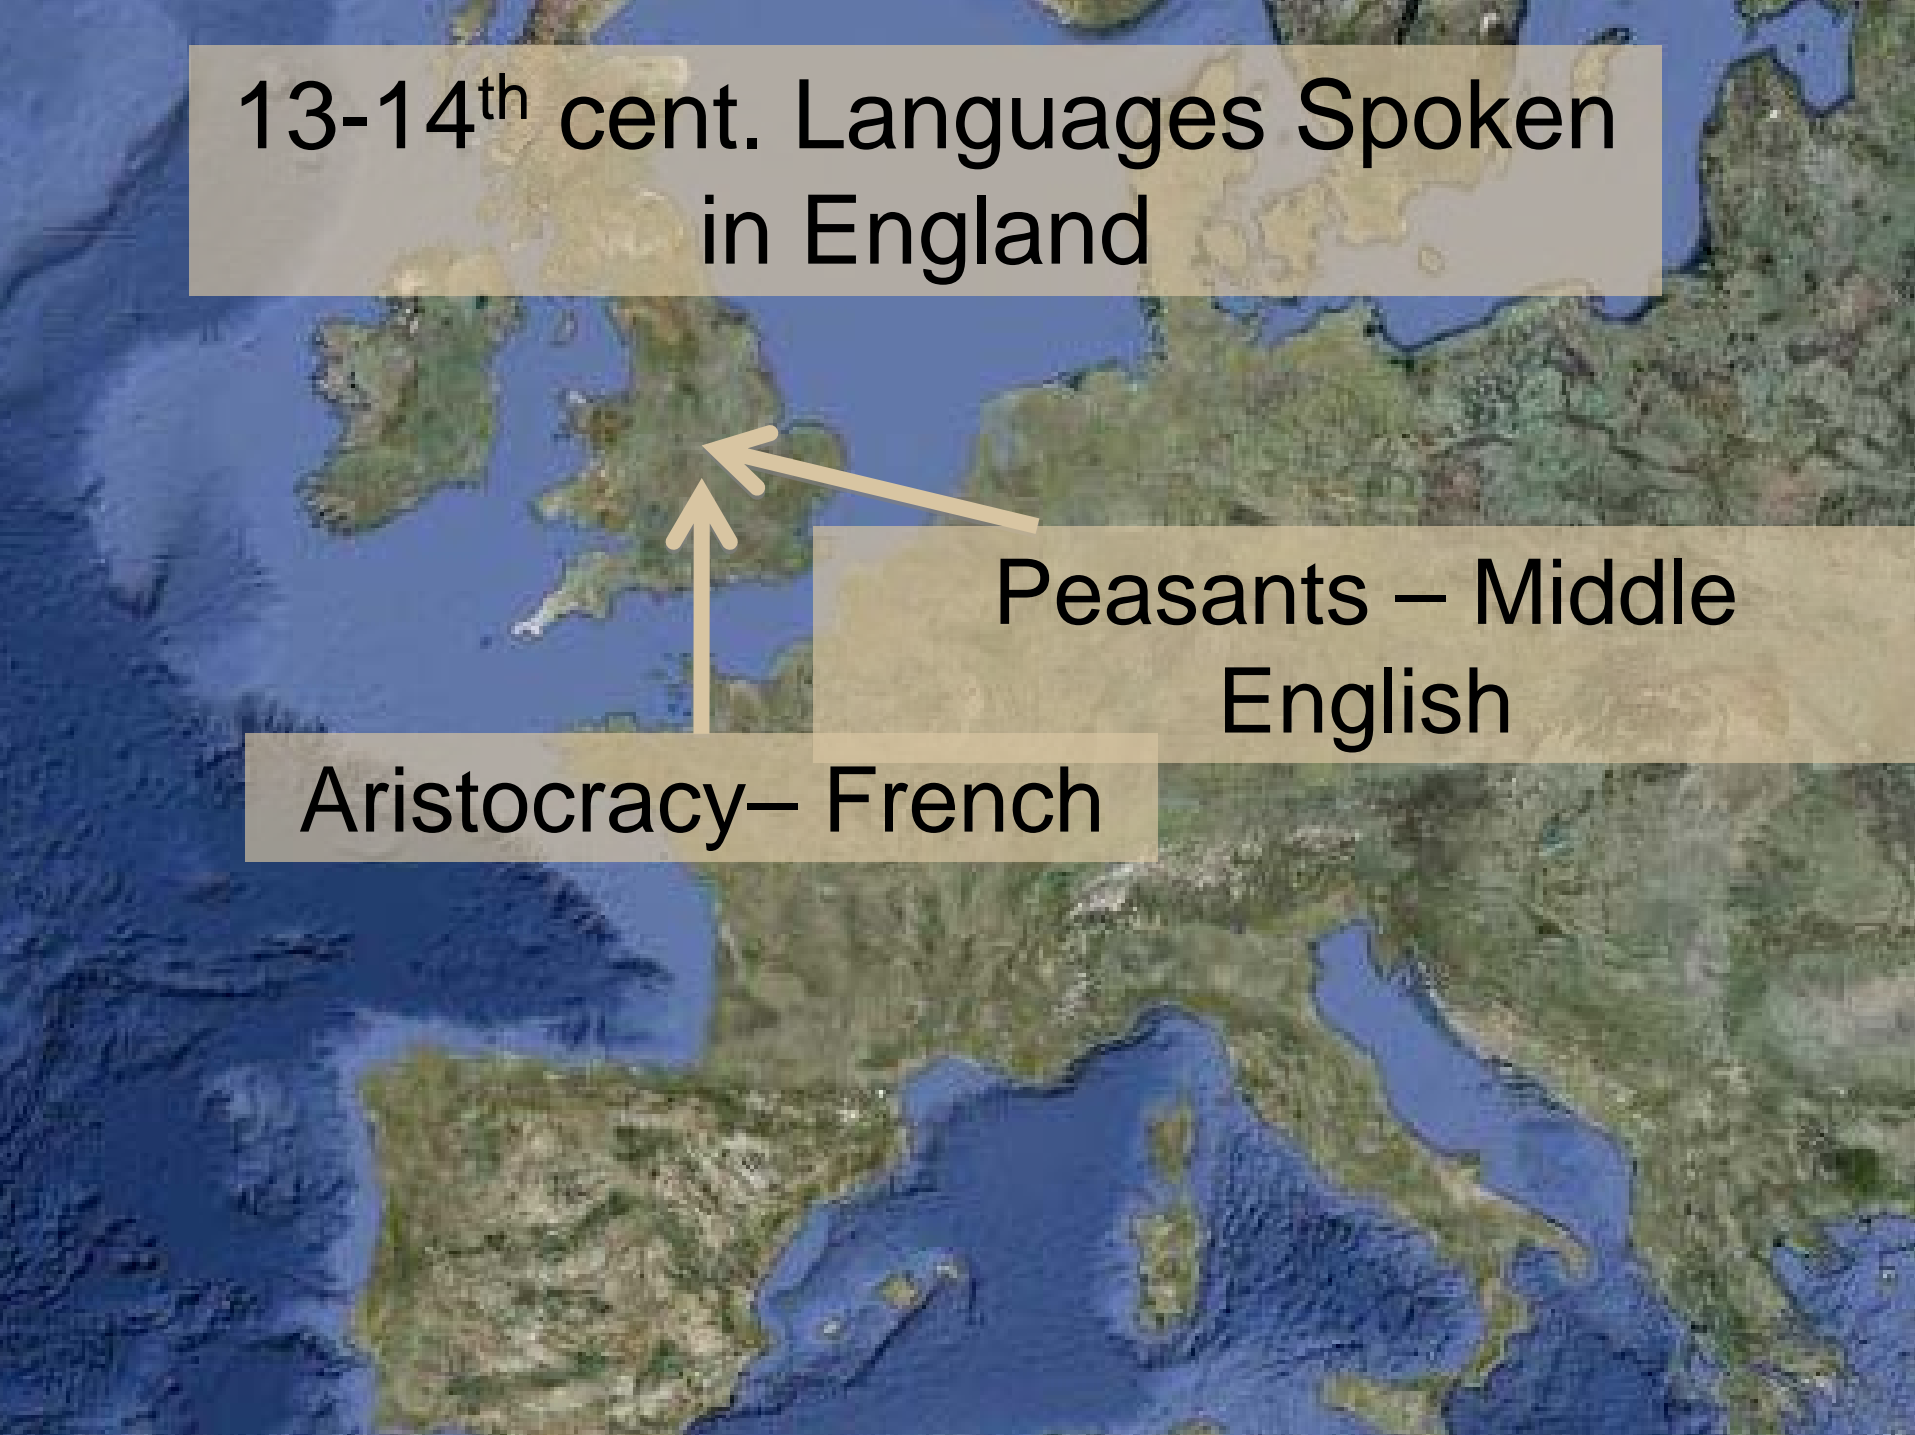 13-14th cent. Languages Spoken
in England
Peasants – Middle
English
Aristocracy– French